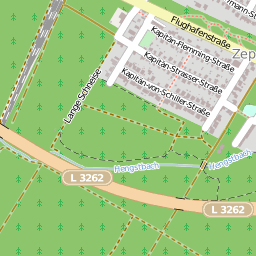 Flughafenstraße
Kapitän-Flemming-Straße
Zep
Kapitän-Strasser-Straße
Kapitän-von-Schiller-Straße
Lange Schneise
Hengstbach
Hengstbach
L 3262
L 3262